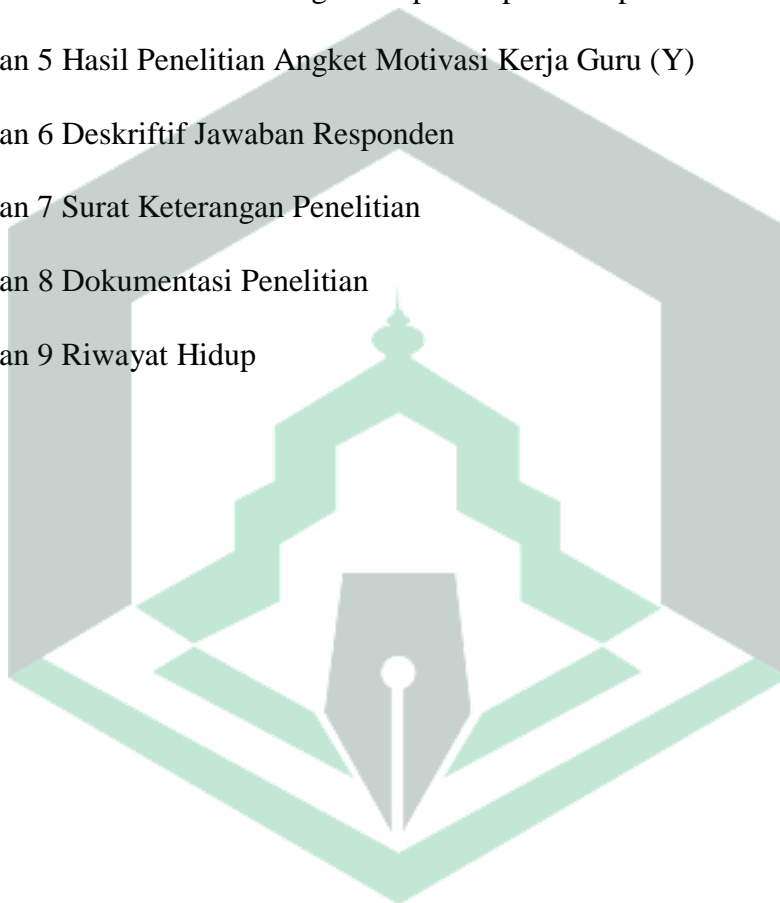 an 5 Hasil Penelitian Angket Motivasi Kerja Guru (Y)
an 6 Deskriftif Jawaban Responden
an 7 Surat Keterangan Penelitian
an 8 Dokumentasi Penelitian
an 9 Riwayat Hidup